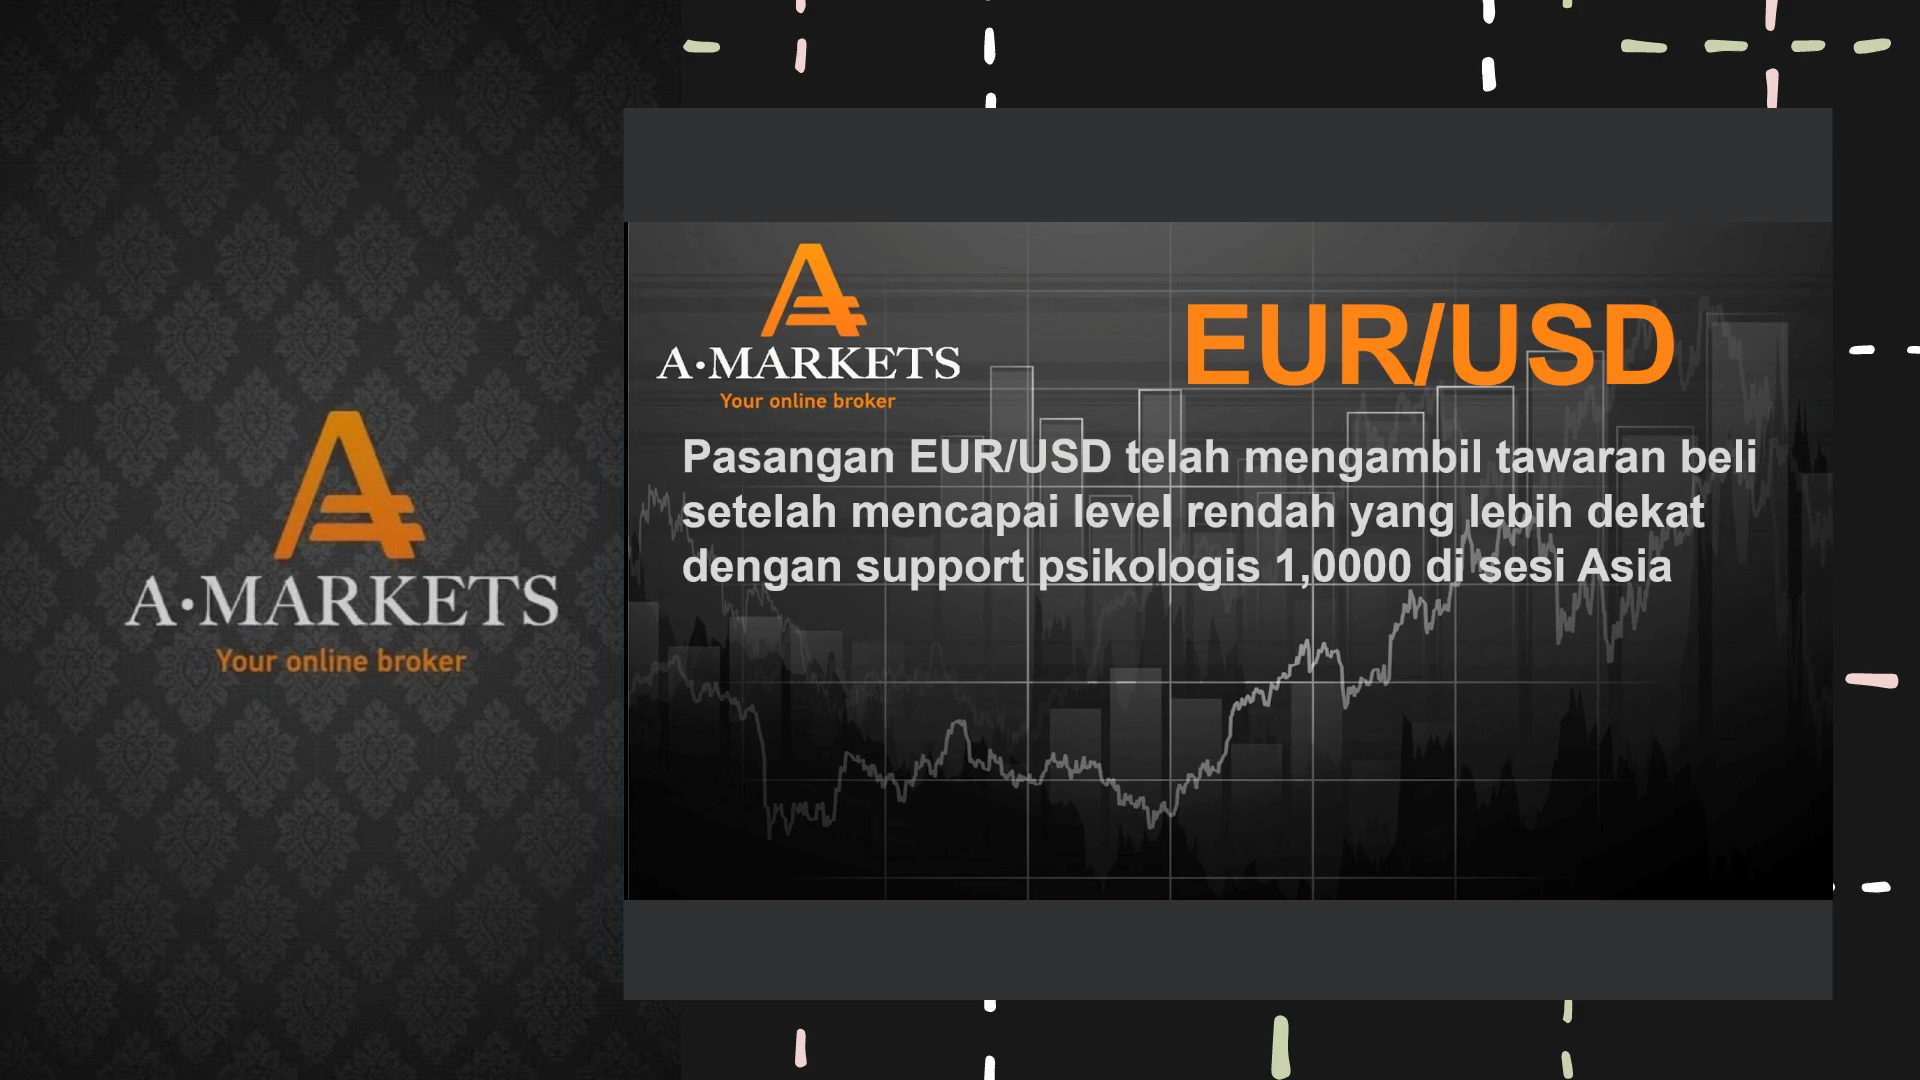 A·MARKETS
Your online broker
A·MARKETS
Your online broker
EUR/USD
Pasangan EUR/USD telah mengambil tawaran beli
setelah mencapai level rendah yang lebih dekat
dengan support psikologis 1,0000 di sesi Asia